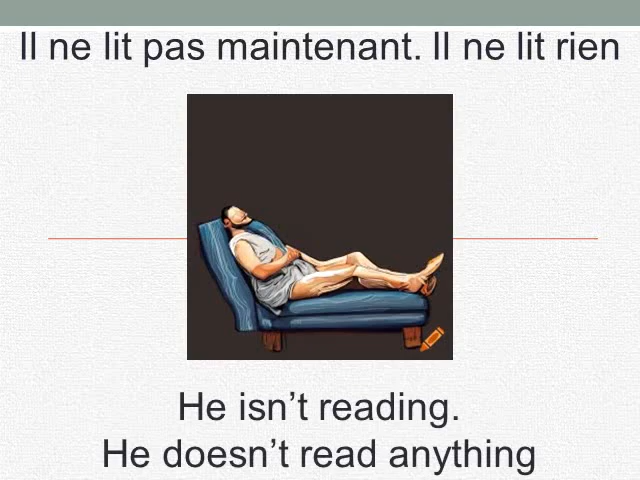 Il ne lit pas maintenant. Il ne lit rien
He isn’t reading.
He doesn’t read anything